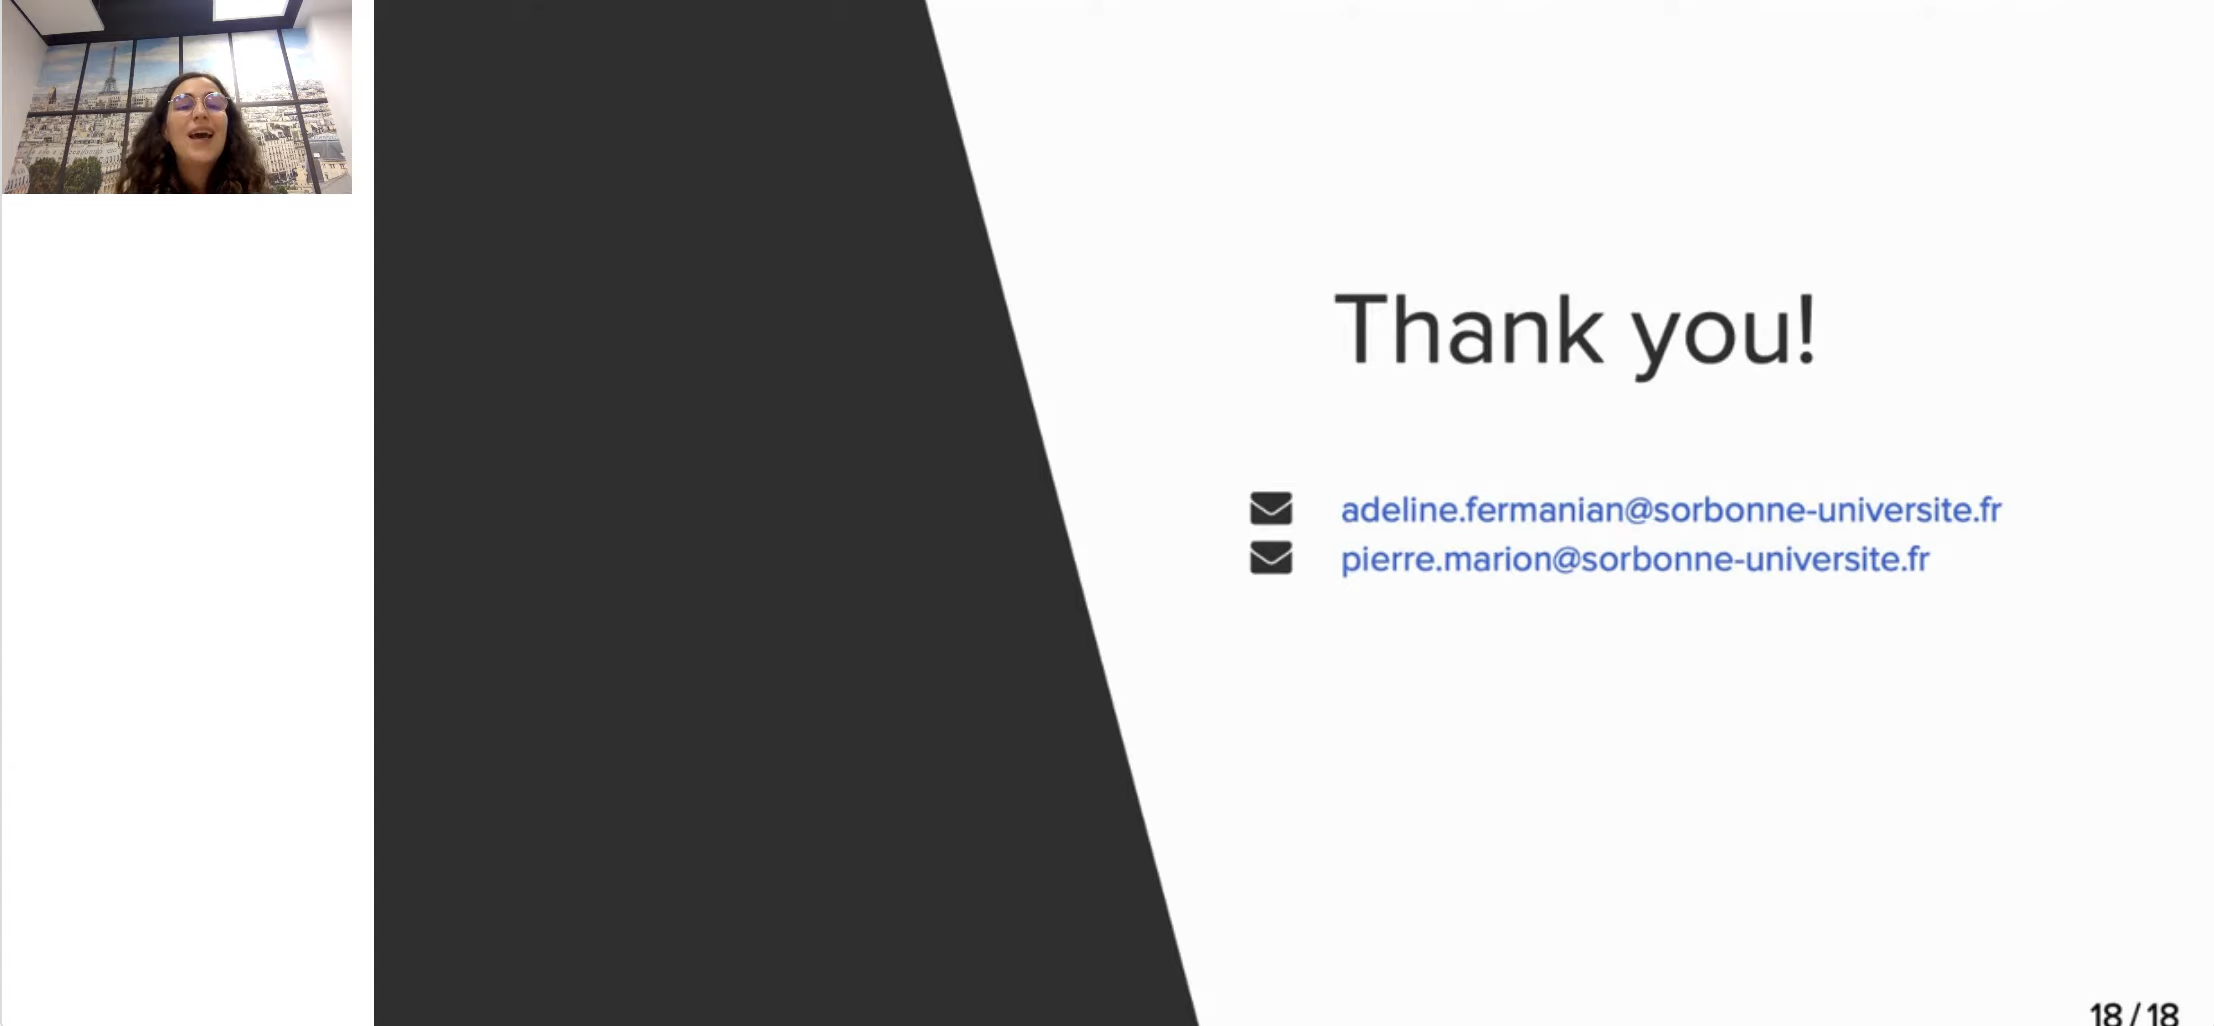 Thank you!
adeline.fermanian@sorbonne-universite.fr
pierre.marion@sorbonne-universite.fr
18 / 18